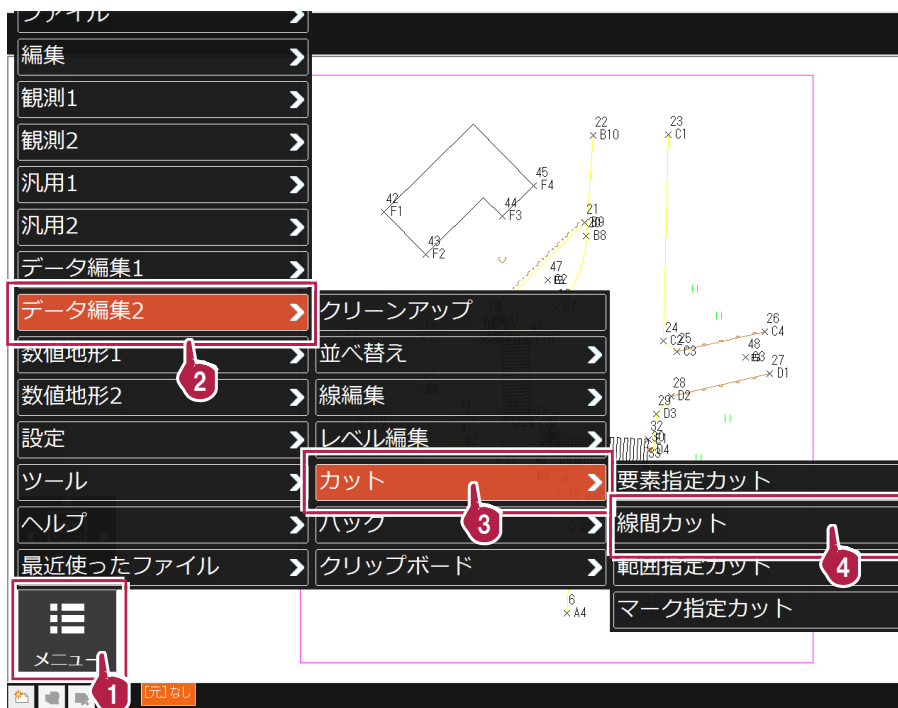 ファイル
編集
観測1
観測2
汎用1
汎用2
データ編集1
データ編集2
数値地形1
数値地形2
設定
ツール
ヘルプ
最近使ったファイル
メニュー
クリーンアップ
並べ替え
線編集
レベル編集
カット
ハック
クリップボード
要素指定カット
線間カット
範囲指定カット
マーク指定カット
1
2
3
4
[元]なし
22
B10
23
C1
45
F4
42
F1
44
F3
43
F2
21
B9
B8
47
24
C2
25
C3
26
C4
48
27
D1
28
D2
29
D3
32
D4
6
A4